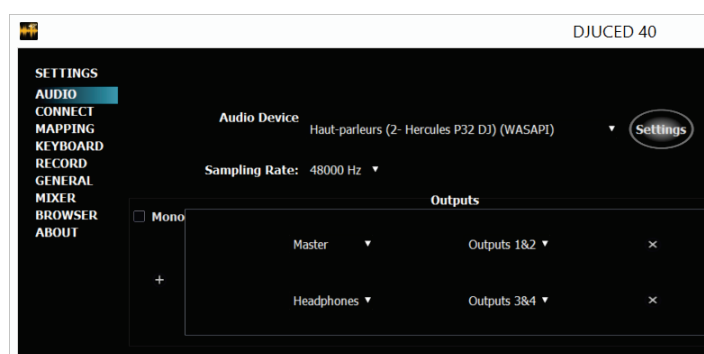 DJUCED 40
SETTINGS
AUDIO
CONNECT
MAPPING
KEYBOARD
RECORD
GENERAL
MIXER
BROWSER
ABOUT
Audio Device Haut-parleurs (2- Hercules P32 DJ) (WASAPI) Settings
Sampling Rate: 48000 Hz
Outputs
Mono
Master Outputs 1&2 ×
+
Headphones Outputs 3&4 ×